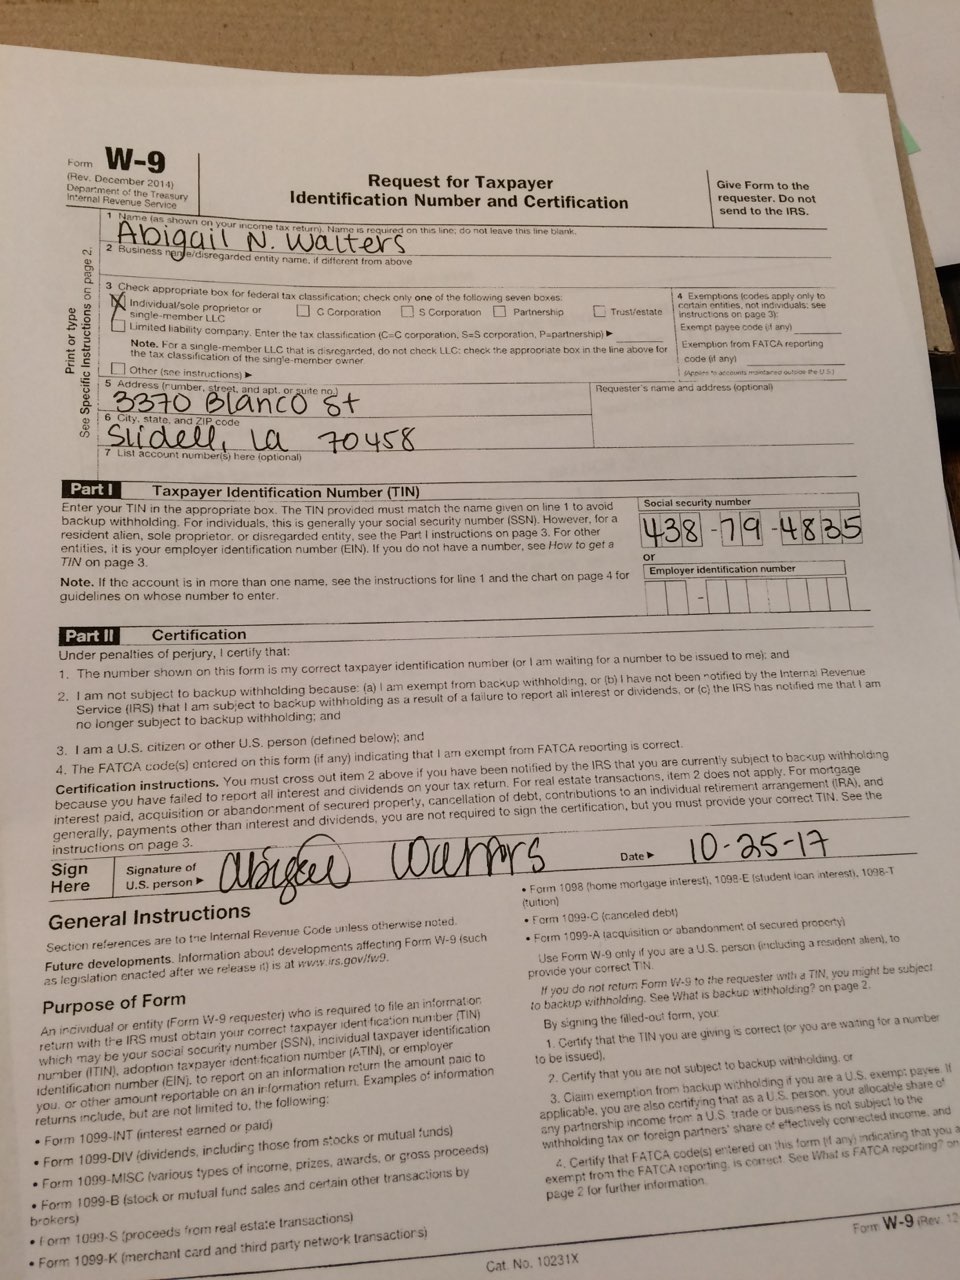 Form W-9
(Rev. December 2014)
Department of the Treasury
Internal Revenue Service
Request for Taxpayer
Identification Number and Certification
Give Form to the
requester. Do not
send to the IRS.
Print or type
See Specific Instructions on page 2.
1 Name (as shown on your income tax return). Name is required on this line; do not leave this line blank.
Abigail N. Walters
2 Business name/disregarded entity name, if different from above
3 Check appropriate box for federal tax classification; check only one of the following seven boxes:
X Individual/sole proprietor or
single-member LLC
C Corporation
S Corporation
Partnership
Trust/estate
Limited liability company. Enter the tax classification (C=C corporation, S=S corporation, P=partnership) ►
Note. For a single-member LLC that is disregarded, do not check LLC; check the appropriate box in the line above for
the tax classification of the single-member owner.
Other (see instructions) ►
4 Exemptions (codes apply only to
certain entities, not individuals; see
instructions on page 3):
Exempt payee code (if any)
Exemption from FATCA reporting
code (if any)
(Applies to accounts maintained outside the U.S.)
5 Address (number, street, and apt. or suite no.)
3370 Blanco St
Requester's name and address (optional)
6 City, state, and ZIP code
Slidell, La 70458
7 List account number(s) here (optional)
Part I Taxpayer Identification Number (TIN)
Enter your TIN in the appropriate box. The TIN provided must match the name given on line 1 to avoid
backup withholding. For individuals, this is generally your social security number (SSN). However, for a
resident alien, sole proprietor, or disregarded entity, see the Part I instructions on page 3. For other
entities, it is your employer identification number (EIN). If you do not have a number, see How to get a
TIN on page 3.
Note. If the account is in more than one name, see the instructions for line 1 and the chart on page 4 for
guidelines on whose number to enter.
Social security number
438-79-4835
or
Employer identification number
-
Part II Certification
Under penalties of perjury, I certify that:
1. The number shown on this form is my correct taxpayer identification number (or I am waiting for a number to be issued to me); and
2. I am not subject to backup withholding because: (a) I am exempt from backup withholding, or (b) I have not been notified by the Internal Revenue
Service (IRS) that I am subject to backup withholding as a result of a failure to report all interest or dividends, or (c) the IRS has notified me that I am
no longer subject to backup withholding; and
3. I am a U.S. citizen or other U.S. person (defined below); and
4. The FATCA code(s) entered on this form (if any) indicating that I am exempt from FATCA reporting is correct.
Certification instructions. You must cross out item 2 above if you have been notified by the IRS that you are currently subject to backup withholding
because you have failed to report all interest and dividends on your tax return. For real estate transactions, item 2 does not apply. For mortgage
interest paid, acquisition or abandonment of secured property, cancellation of debt, contributions to an individual retirement arrangement (IRA), and
generally, payments other than interest and dividends, you are not required to sign the certification, but you must provide your correct TIN. See the
instructions on page 3.
Sign
Here
Signature of
U.S. person ►
Abigail Walters
Date ► 10-25-17
General Instructions
Section references are to the Internal Revenue Code unless otherwise noted.
Future developments. Information about developments affecting Form W-9 (such
as legislation enacted after we release it) is at www.irs.gov/fw9.
Purpose of Form
An individual or entity (Form W-9 requester) who is required to file an information
return with the IRS must obtain your correct taxpayer identification number (TIN)
which may be your social security number (SSN), individual taxpayer identification
number (ITIN), adoption taxpayer identification number (ATIN), or employer
identification number (EIN), to report on an information return the amount paid to
you, or other amount reportable on an information return. Examples of information
returns include, but are not limited to, the following:
• Form 1099-INT (interest earned or paid)
• Form 1099-DIV (dividends, including those from stocks or mutual funds)
• Form 1099-MISC (various types of income, prizes, awards, or gross proceeds)
• Form 1099-B (stock or mutual fund sales and certain other transactions by
brokers)
• Form 1099-S (proceeds from real estate transactions)
• Form 1099-K (merchant card and third party network transactions)
• Form 1098 (home mortgage interest), 1098-E (student loan interest), 1098-T
(tuition)
• Form 1099-C (canceled debt)
• Form 1099-A (acquisition or abandonment of secured property)
Use Form W-9 only if you are a U.S. person (including a resident alien), to
provide your correct TIN.
If you do not return Form W-9 to the requester with a TIN, you might be subject
to backup withholding. See What is backup withholding? on page 2.
By signing the filled-out form, you:
1. Certify that the TIN you are giving is correct (or you are waiting for a number
to be issued),
2. Certify that you are not subject to backup withholding, or
3. Claim exemption from backup withholding if you are a U.S. exempt payee. If
applicable, you are also certifying that as a U.S. person, your allocable share of
any partnership income from a U.S. trade or business is not subject to the
withholding tax on foreign partners' share of effectively connected income, and
4. Certify that FATCA code(s) entered on this form (if any) indicating that you a
exempt from the FATCA reporting, is correct. See What is FATCA reporting? on
page 2 for further information.
Cat. No. 10231X
Form W-9 (Rev. 12